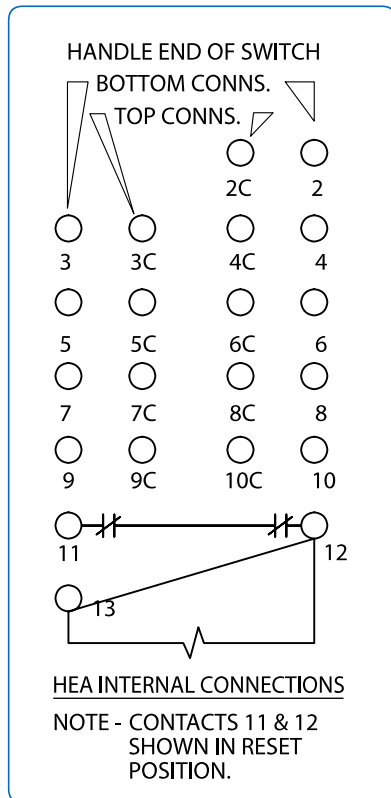 HANDLE END OF SWITCH
BOTTOM CONNS.
TOP CONNS.
2C 2
3 3C 4C 4
5 5C 6C 6
7 7C 8C 8
9 9C 10C 10
11 12
13
HEA INTERNAL CONNECTIONS
NOTE - CONTACTS 11 & 12
SHOWN IN RESET
POSITION.